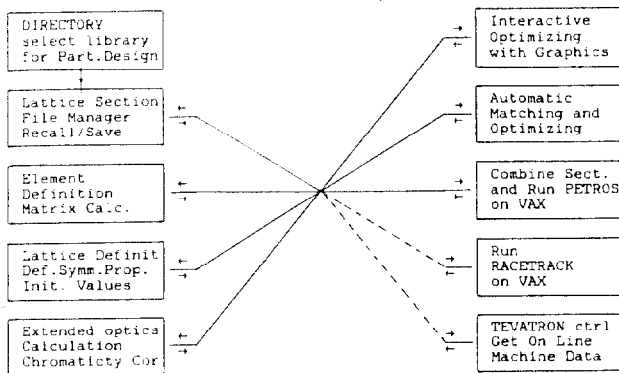 DIRECTORY
select library
for Part.Design
Lattice Section
File Manager
Recall/Save
Element
Definition
Matrix Calc.
Lattice Definit
Def.Symm.Prop.
Init. Values
Extended optics
Calculation
Chromaticty Cor
Interactive
Optimizing
with Graphics
Automatic
Matching and
Optimizing
Combine Sect.
and Run PETROS
on VAX
Run
RACETRACK
on VAX
TEVATRON ctrl
Get On Line
Machine Data